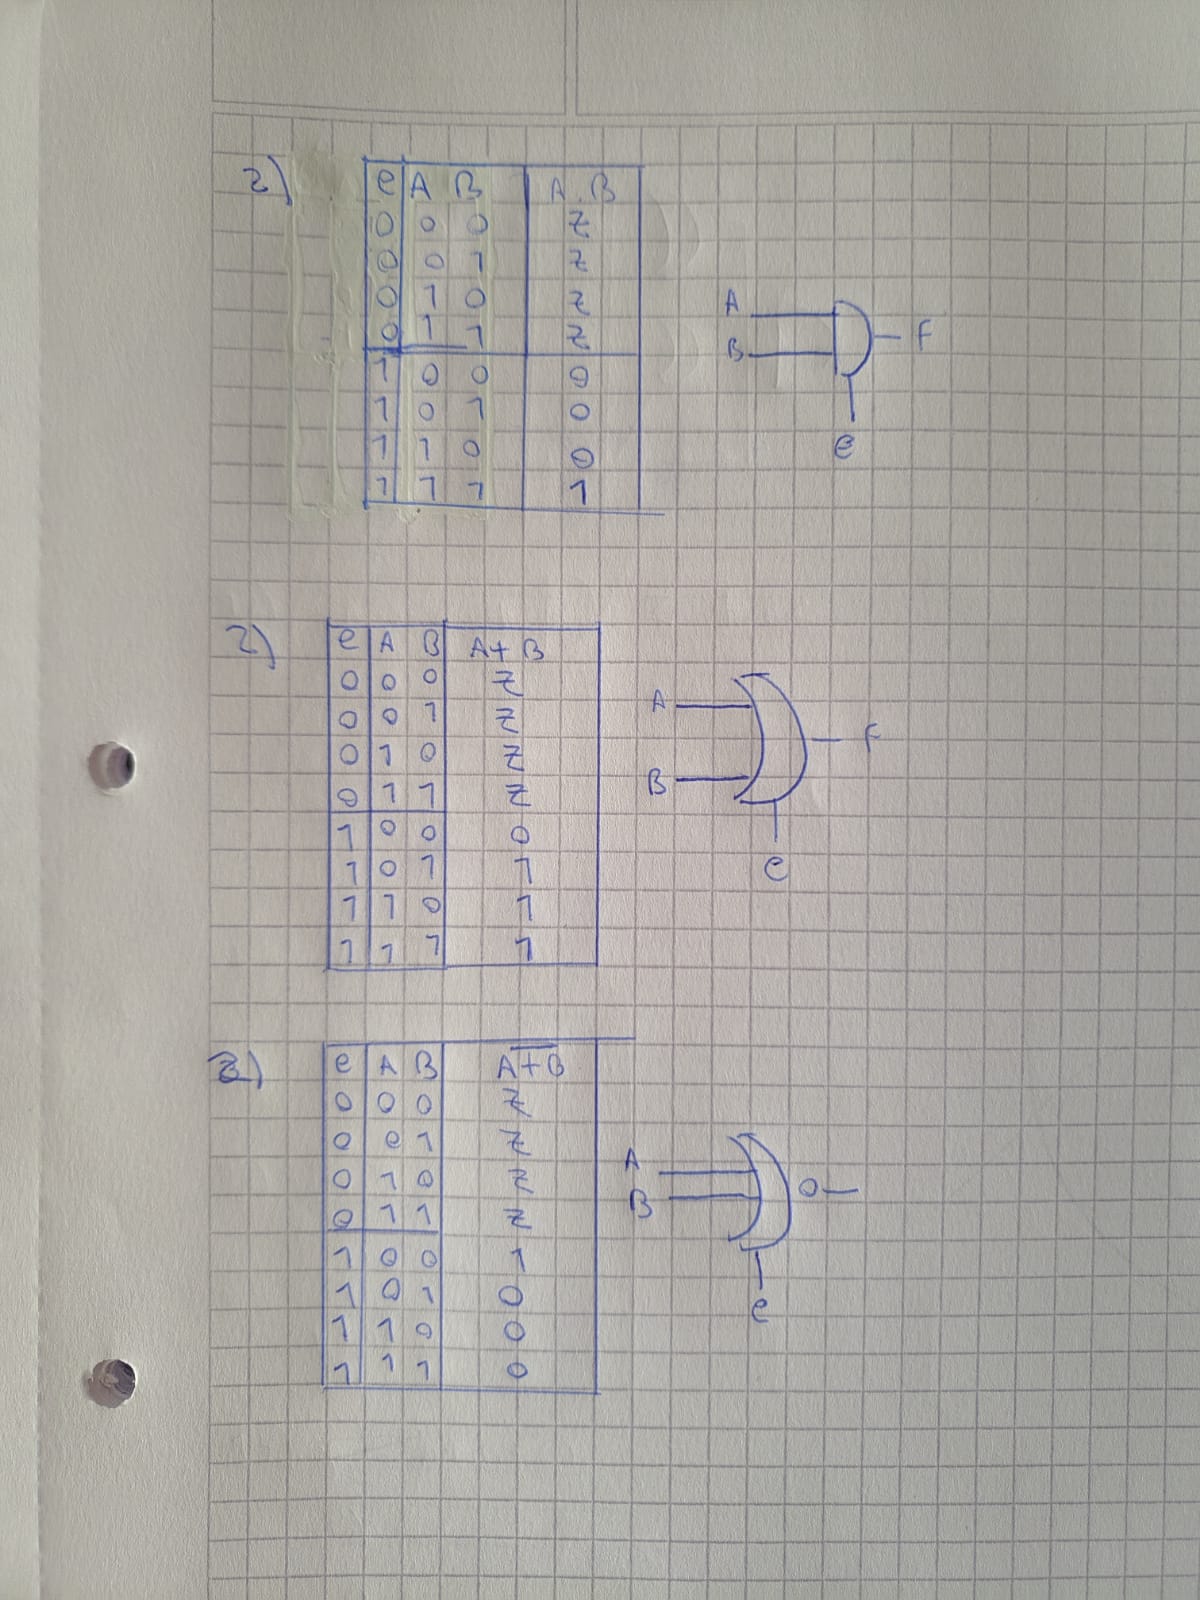 2)
e A B A.B
0 0 0 Z
0 0 1 Z
0 1 0 Z
0 1 1 Z
1 0 0 0
1 0 1 0
1 1 0 0
1 1 1 1
A
B
F
e
2)
e A B A+B
0 0 0 Z
0 0 1 Z
0 1 0 Z
0 1 1 Z
1 0 0 0
1 0 1 1
1 1 0 1
1 1 1 1
A
B
F
e
3)
e A B A̅+̅B̅
0 0 0 Z
0 0 1 Z
0 1 0 Z
0 1 1 Z
1 0 0 1
1 0 1 0
1 1 0 0
1 1 1 0
A
B
e